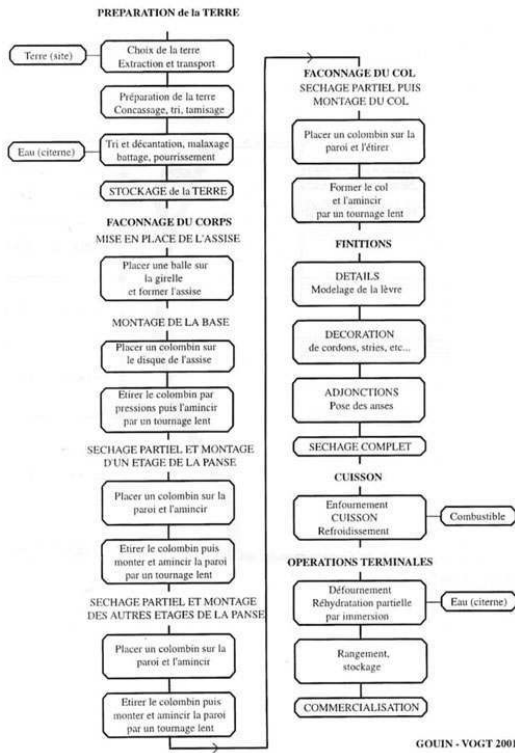 PREPARATION de la TERRE
Terre (site)
Choix de la terre
Extraction et transport
Préparation de la terre
Concassage, tri, tamisage
Eau (citerne)
Tri et décantation, malaxage
battage, pourrissement
STOCKAGE de la TERRE
FACONNAGE DU CORPS
MISE EN PLACE DE L'ASSISE
Placer une balle sur
la girelle
et former l'assise
MONTAGE DE LA BASE
Placer un colombin sur
le disque de l'assise
Etirer le colombin par
pressions puis l'amincir
par un tournage lent
SECHAGE PARTIEL ET MONTAGE
D'UN ETAGE DE LA PANSE
Placer un colombin sur la
paroi et l'amincir
Etirer le colombin puis
monter et amincir la paroi
par un tournage lent
SECHAGE PARTIEL ET MONTAGE
DES AUTRES ETAGES DE LA PANSE
Placer un colombin sur la
paroi et l'amincir
Etirer le colombin puis
monter et amincir la paroi
par un tournage lent
FACONNAGE DU COL
SECHAGE PARTIEL PUIS
MONTAGE DU COL
Placer un colombin sur la
paroi et l'étirer
Former le col
et l'amincir
par un tournage lent
FINITIONS
DETAILS
Modelage de la lèvre
DECORATION
de cordons, stries, etc...
ADJONCTIONS
Pose des anses
SECHAGE COMPLET
CUISSON
Enfournement
CUISSON
Refroidissement
Combustible
OPERATIONS TERMINALES
Défournement
Réhydratation partielle
par immersion
Eau (citerne)
Rangement,
stockage
COMMERCIALISATION
GOUIN - VOGT 2001